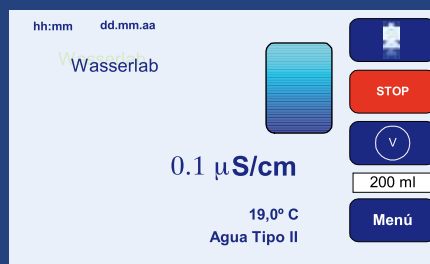 hh:mm dd.mm.aa
Wasserlab
Wasserlab
STOP
V
0.1 µS/cm
200 ml
19,0º C
Menú
Agua Tipo II